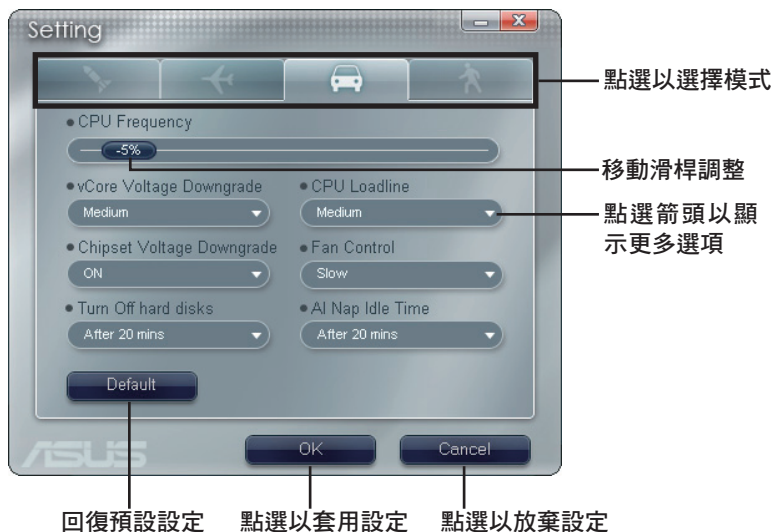 Setting
點選以選擇模式
• CPU Frequency
-5%
移動滑桿調整
• vCore Voltage Downgrade
• CPU Loadline
Medium
Medium
點選箭頭以顯
示更多選項
• Chipset Voltage Downgrade
• Fan Control
ON
Slow
• Turn Off hard disks
• AI Nap Idle Time
After 20 mins
After 20 mins
Default
ASUS
OK
Cancel
回復預設設定
點選以套用設定
點選以放棄設定